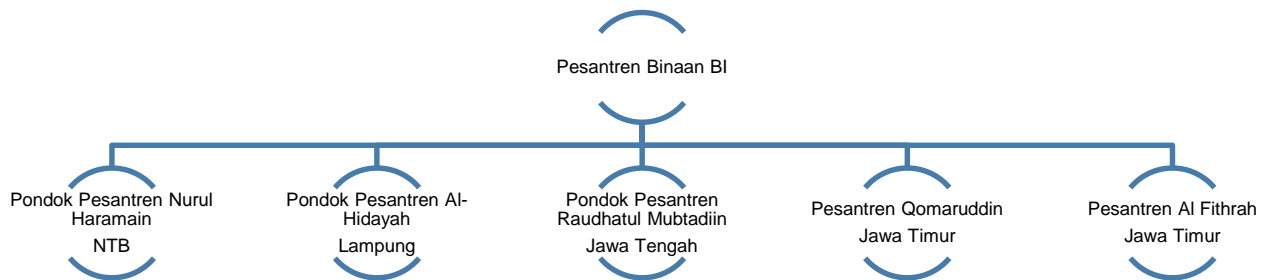 Pesantren Binaan BI
Pondok Pesantren Nurul
Haramain
NTB
Pondok Pesantren Al-
Hidayah
Lampung
Pondok Pesantren
Raudhatul Mubtadiin
Jawa Tengah
Pesantren Qomaruddin
Jawa Timur
Pesantren Al Fithrah
Jawa Timur